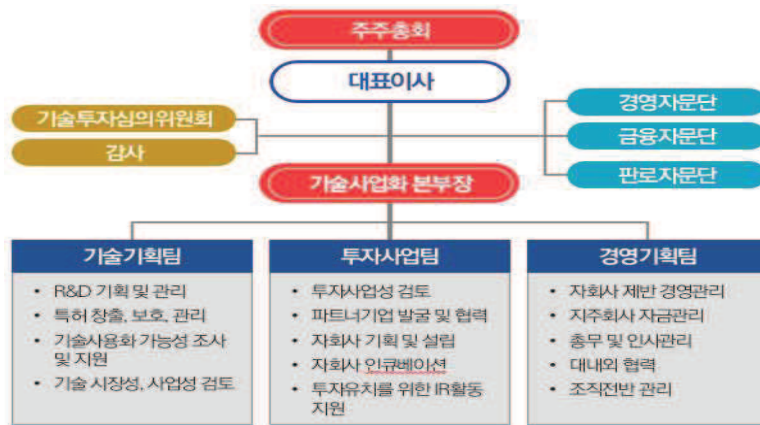 주주총회
대표이사
기술투자심의위원회
감사
경영자문단
금융자문단
판로자문단
기술사업화 본부장
기술기획팀
• R&D 기획 및 관리
• 특허 창출, 보호, 관리
• 기술사용화 가능성 조사
및 지원
• 기술 시장성, 사업성 검토
투자사업팀
• 투자사업성 검토
• 파트너기업 발굴 및 협력
• 자회사 기획 및 설립
• 자회사 인큐베이션
• 투자유치를 위한 IR활동
지원
경영기획팀
• 자회사 제반 경영관리
• 지주회사 자금관리
• 총무 및 인사관리
• 대내외 협력
• 조직전반 관리